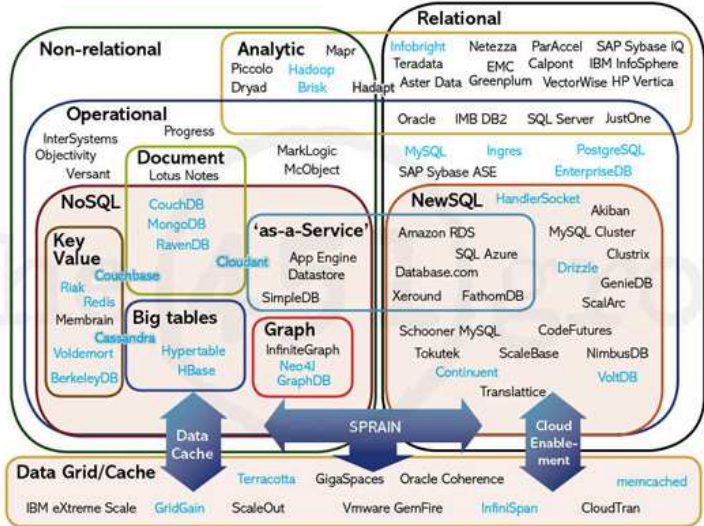 Relational
Non-relational
Analytic
Mapr
Infobright Netezza ParAccel SAP Sybase IQ
Piccolo Hadoop
Teradata EMC Calpont IBM InfoSphere
Dryad Brisk Hadapt
Aster Data Greenplum VectorWise HP Vertica
Operational
Oracle IMB DB2 SQL Server JustOne
InterSystems Progress
Objectivity
Versant
Document
Lotus Notes
MarkLogic
McObject
MySQL Ingres PostgreSQL
SAP Sybase ASE EnterpriseDB
NoSQL
CouchDB
MongoDB
RavenDB
'as-a-Service'
App Engine
Datastore
SimpleDB
Cloudant
NewSQL
HandlerSocket
Akiban
Amazon RDS MySQL Cluster
SQL Azure Clustrix
Database.com Drizzle
GenieDB
Xeround FathomDB ScalArc
Key
Value
Couchbase
Riak
Redis
Membrain
Cassandra
Voldemort
BerkeleyDB
Big tables
Hypertable
HBase
Graph
InfiniteGraph
Neo4J
GraphDB
Schooner MySQL CodeFutures
Tokutek ScaleBase NimbusDB
Continuent VoltDB
Translattice
Data
Cache
SPRAIN
Cloud
Enable-
ment
Data Grid/Cache
Terracotta GigaSpaces Oracle Coherence memcached
IBM eXtreme Scale GridGain ScaleOut Vmware GemFire InfiniSpan CloudTran